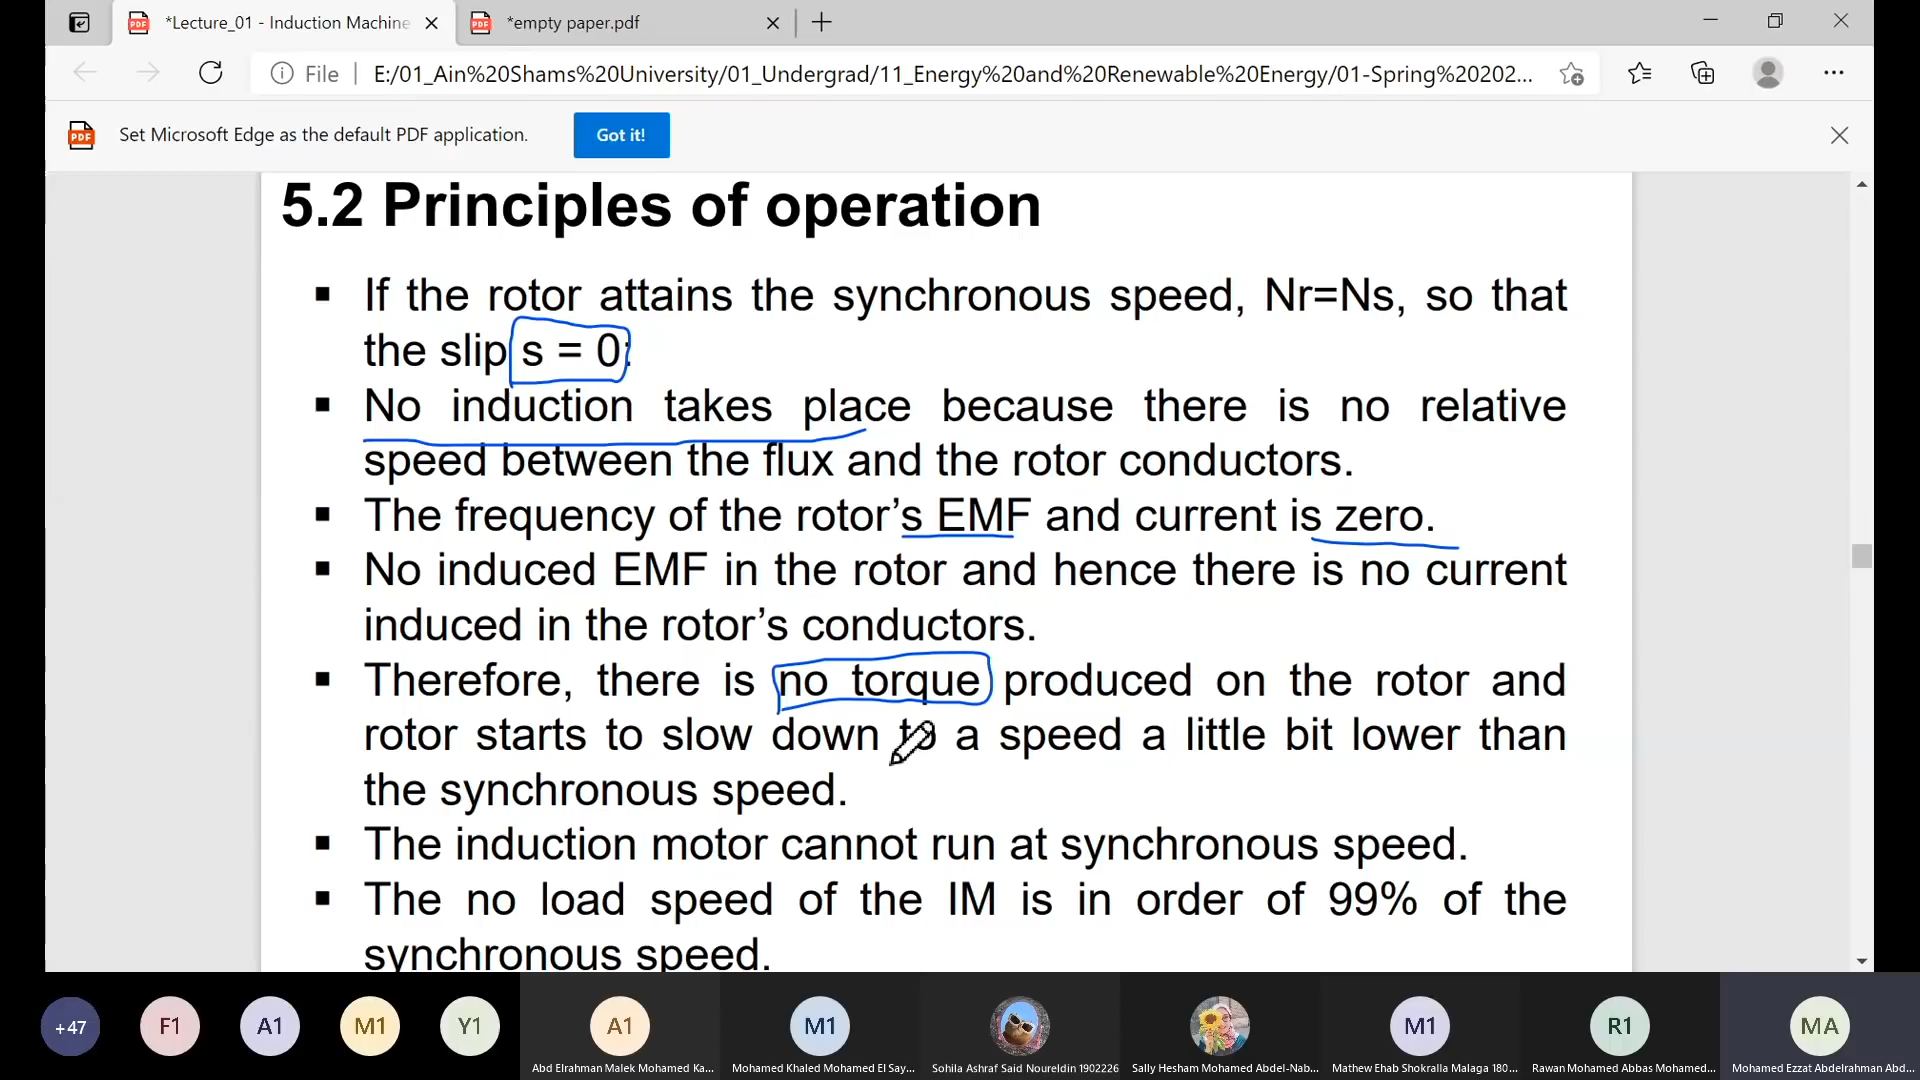 *Lecture_01 - Induction Machine
*empty paper.pdf
File
E:/01_Ain%20Shams%20University/01_Undergrad/11_Energy%20and%20Renewable%20Energy/01-Spring%20202...
PDF
Set Microsoft Edge as the default PDF application.
Got it!
5.2 Principles of operation
▪ If the rotor attains the synchronous speed, Nr=Ns, so that
the slip s = 0:
▪ No induction takes place because there is no relative
speed between the flux and the rotor conductors.
▪ The frequency of the rotor’s EMF and current is zero.
▪ No induced EMF in the rotor and hence there is no current
induced in the rotor’s conductors.
▪ Therefore, there is no torque produced on the rotor and
rotor starts to slow down to a speed a little bit lower than
the synchronous speed.
▪ The induction motor cannot run at synchronous speed.
▪ The no load speed of the IM is in order of 99% of the
synchronous speed.
+47
F1
A1
M1
Y1
A1
M1
M1
R1
MA
Abd Elrahman Malek Mohamed Ka...
Mohamed Khaled Mohamed El Say...
Sohila Ashraf Said Noureldin 1902226
Sally Hesham Mohamed Abdel-Nab...
Mathew Ehab Shokralla Malaga 180...
Rawan Mohamed Abbas Mohamed...
Mohamed Ezzat Abdelrahman Abd...